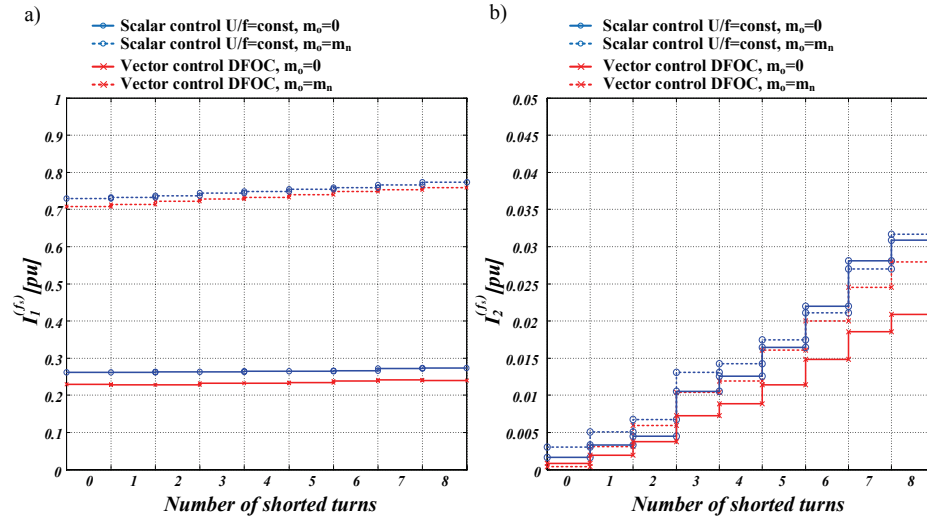 a)
Scalar control U/f=const, mₒ=0
Scalar control U/f=const, mₒ=mₙ
Vector control DFOC, mₒ=0
Vector control DFOC, mₒ=mₙ
1
0.9
0.8
0.7
0.6
0.5
0.4
0.3
0.2
0.1
0
I₁⁽ᶠˢ⁾ [pu]
0 1 2 3 4 5 6 7 8
Number of shorted turns
b)
Scalar control U/f=const, mₒ=0
Scalar control U/f=const, mₒ=mₙ
Vector control DFOC, mₒ=0
Vector control DFOC, mₒ=mₙ
0.05
0.045
0.04
0.035
0.03
0.025
0.02
0.015
0.01
0.005
0
I₂⁽ᶠˢ⁾ [pu]
0 1 2 3 4 5 6 7 8
Number of shorted turns